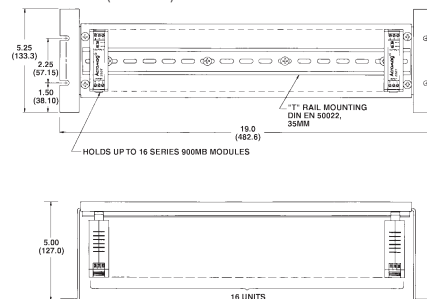 5.25
(133.3)
2.25
(57.15)
1.50
(38.10)
"T" RAIL MOUNTING
DIN EN 50022,
35MM
19.0
(482.6)
HOLDS UP TO 16 SERIES 900MB MODULES
5.00
(127.0)
16 UNITS